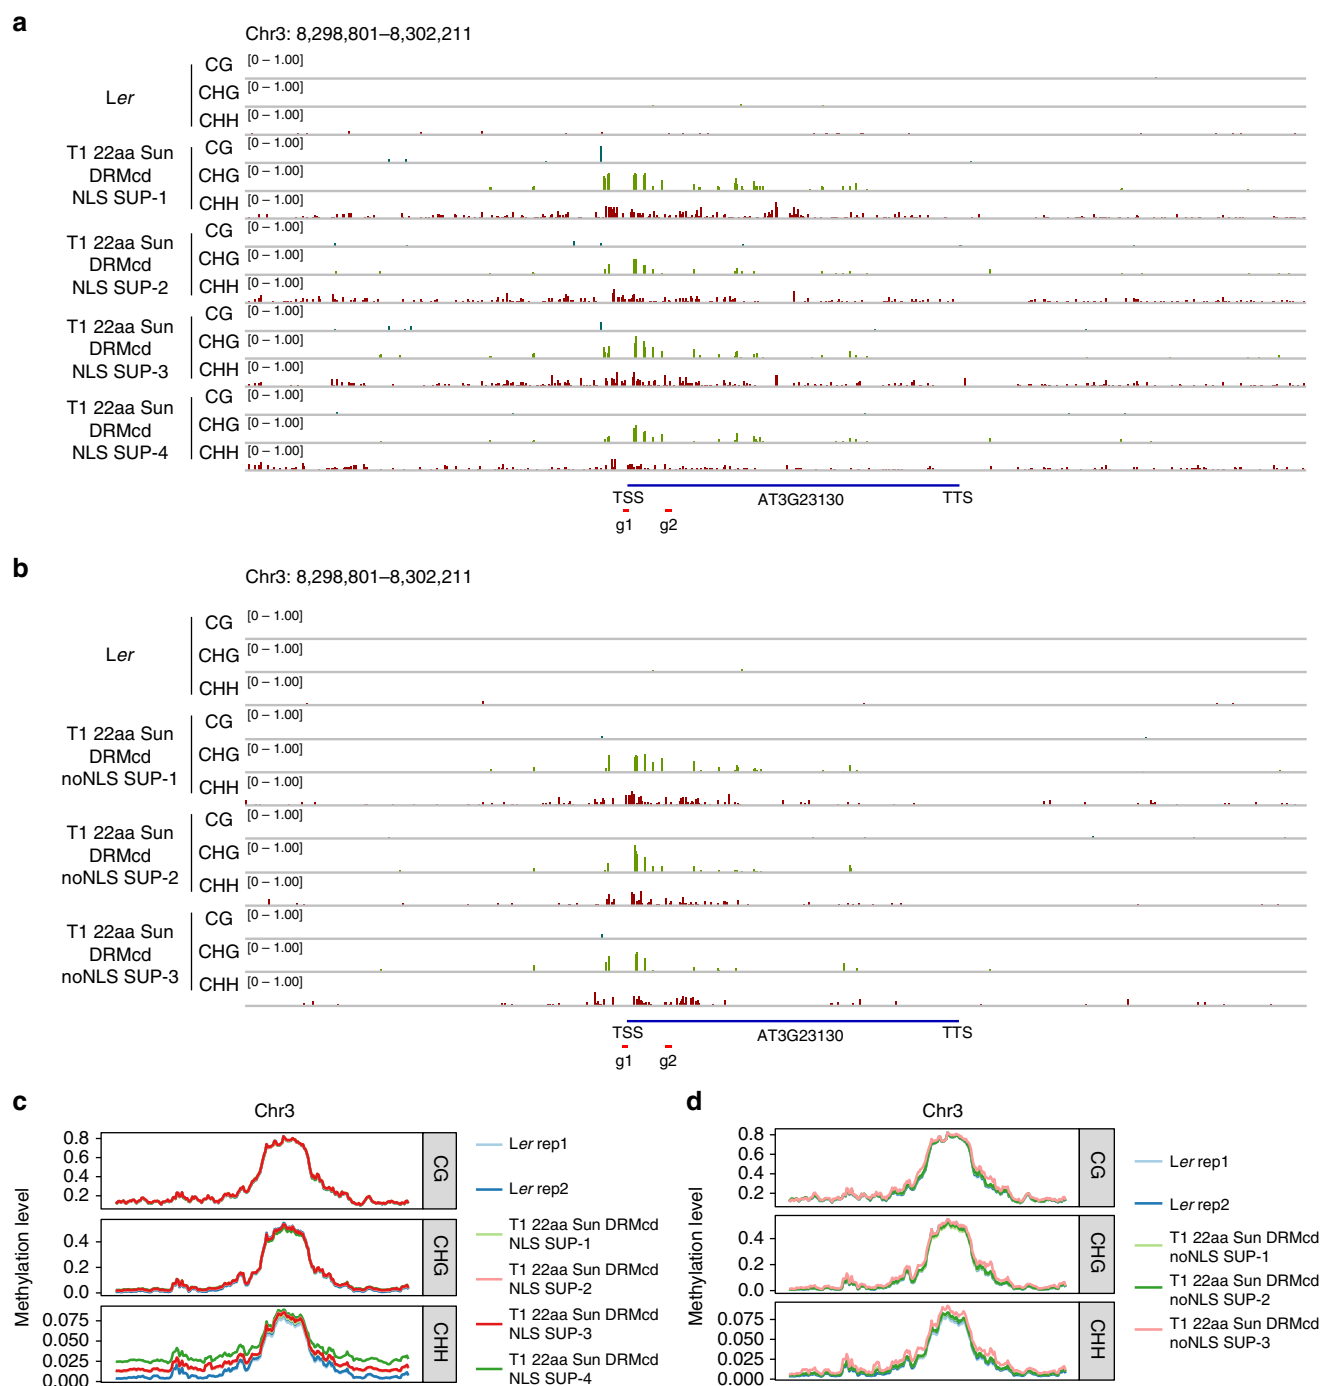 a
Chr3: 8,298,801–8,302,211
Ler
CG [0 – 1.00]
CHG [0 – 1.00]
CHH [0 – 1.00]
T1 22aa Sun
DRMcd
NLS SUP-1
CG [0 – 1.00]
CHG [0 – 1.00]
CHH [0 – 1.00]
T1 22aa Sun
DRMcd
NLS SUP-2
CG [0 – 1.00]
CHG [0 – 1.00]
CHH [0 – 1.00]
T1 22aa Sun
DRMcd
NLS SUP-3
CG [0 – 1.00]
CHG [0 – 1.00]
CHH [0 – 1.00]
T1 22aa Sun
DRMcd
NLS SUP-4
CG [0 – 1.00]
CHG [0 – 1.00]
CHH [0 – 1.00]
TSS AT3G23130 TTS
g1 g2
b
Chr3: 8,298,801–8,302,211
Ler
CG [0 – 1.00]
CHG [0 – 1.00]
CHH [0 – 1.00]
T1 22aa Sun
DRMcd
noNLS SUP-1
CG [0 – 1.00]
CHG [0 – 1.00]
CHH [0 – 1.00]
T1 22aa Sun
DRMcd
noNLS SUP-2
CG [0 – 1.00]
CHG [0 – 1.00]
CHH [0 – 1.00]
T1 22aa Sun
DRMcd
noNLS SUP-3
CG [0 – 1.00]
CHG [0 – 1.00]
CHH [0 – 1.00]
TSS AT3G23130 TTS
g1 g2
c
Chr3
Methylation level
0.8
0.6
0.4
0.2
CG
0.4
0.2
0.0
CHG
0.075
0.050
0.025
0.000
CHH
Ler rep1
Ler rep2
T1 22aa Sun DRMcd
NLS SUP-1
T1 22aa Sun DRMcd
NLS SUP-2
T1 22aa Sun DRMcd
NLS SUP-3
T1 22aa Sun DRMcd
NLS SUP-4
d
Chr3
Methylation level
0.8
0.6
0.4
0.2
CG
0.4
0.2
0.0
CHG
0.075
0.050
0.025
0.000
CHH
Ler rep1
Ler rep2
T1 22aa Sun DRMcd
noNLS SUP-1
T1 22aa Sun DRMcd
noNLS SUP-2
T1 22aa Sun DRMcd
noNLS SUP-3